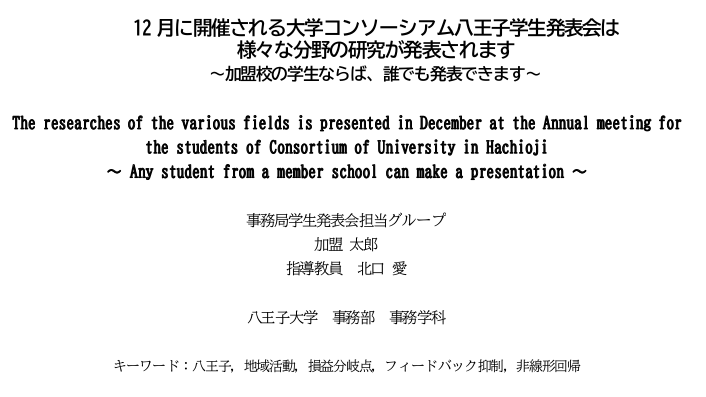 12 月に開催される大学コンソーシアム八王子学生発表会は
様々な分野の研究が発表されます
～加盟校の学生ならば、誰でも発表できます～
The researches of the various fields is presented in December at the Annual meeting for
the students of Consortium of University in Hachioji
～ Any student from a member school can make a presentation ～
事務局学生発表会担当グループ
加盟 太郎
指導教員　北口 愛
八王子大学　事務部　事務学科
キーワード：八王子, 地域活動, 損益分岐点, フィードバック抑制, 非線形回帰